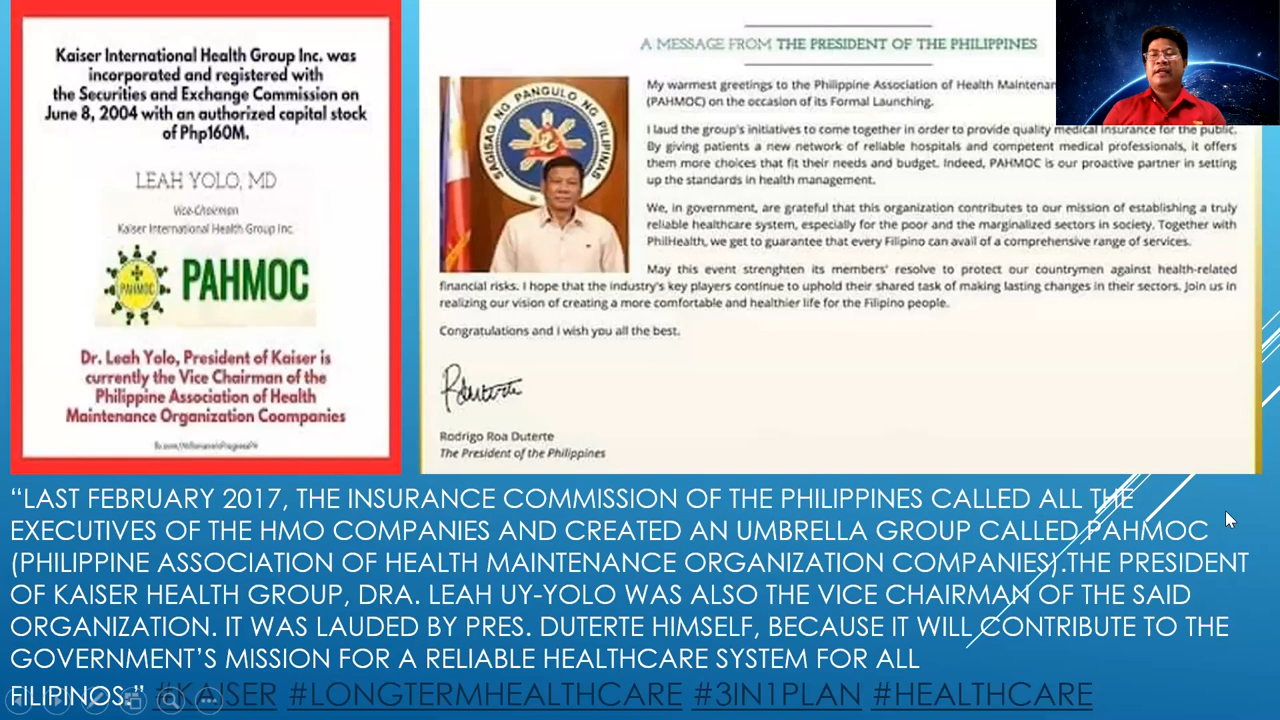 Kaiser International Health Group Inc. was
incorporated and registered with
the Securities and Exchange Commission on
June 8, 2004 with an authorized capital stock
of Php160M.
LEAH YOLO, MD
Vice-Chairman
Kaiser International Health Group Inc.
PAHMOC
PAHMOC
Dr. Leah Yolo, President of Kaiser is
currently the Vice Chairman of the
Philippine Association of Health
Maintenance Organization Coompanies
A MESSAGE FROM THE PRESIDENT OF THE PHILIPPINES
SAGISAG NG PANGULO NG PILIPINAS
My warmest greetings to the Philippine Association of Health Maintenan
(PAHMOC) on the occasion of its Formal Launching.
I laud the group's initiatives to come together in order to provide quality medical insurance for the public.
By giving patients a new network of reliable hospitals and competent medical professionals, it offers
them more choices that fit their needs and budget. Indeed, PAHMOC is our proactive partner in setting
up the standards in health management.
We, in government, are grateful that this organization contributes to our mission of establishing a truly
reliable healthcare system, especially for the poor and the marginalized sectors in society. Together with
PhilHealth, we get to guarantee that every Filipino can avail of a comprehensive range of services.
May this event strenghten its members' resolve to protect our countrymen against health-related
financial risks. I hope that the industry's key players continue to uphold their shared task of making lasting changes in their sectors. Join us in
realizing our vision of creating a more comfortable and healthier life for the Filipino people.
Congratulations and I wish you all the best.
Rodrigo Roa Duterte
The President of the Philippines
“LAST FEBRUARY 2017, THE INSURANCE COMMISSION OF THE PHILIPPINES CALLED ALL THE
EXECUTIVES OF THE HMO COMPANIES AND CREATED AN UMBRELLA GROUP CALLED PAHMOC
(PHILIPPINE ASSOCIATION OF HEALTH MAINTENANCE ORGANIZATION COMPANIES).THE PRESIDENT
OF KAISER HEALTH GROUP, DRA. LEAH UY-YOLO WAS ALSO THE VICE CHAIRMAN OF THE SAID
ORGANIZATION. IT WAS LAUDED BY PRES. DUTERTE HIMSELF, BECAUSE IT WILL CONTRIBUTE TO THE
GOVERNMENT’S MISSION FOR A RELIABLE HEALTHCARE SYSTEM FOR ALL
FILIPINOS.” #KAISER #LONGTERMHEALTHCARE #3IN1PLAN #HEALTHCARE